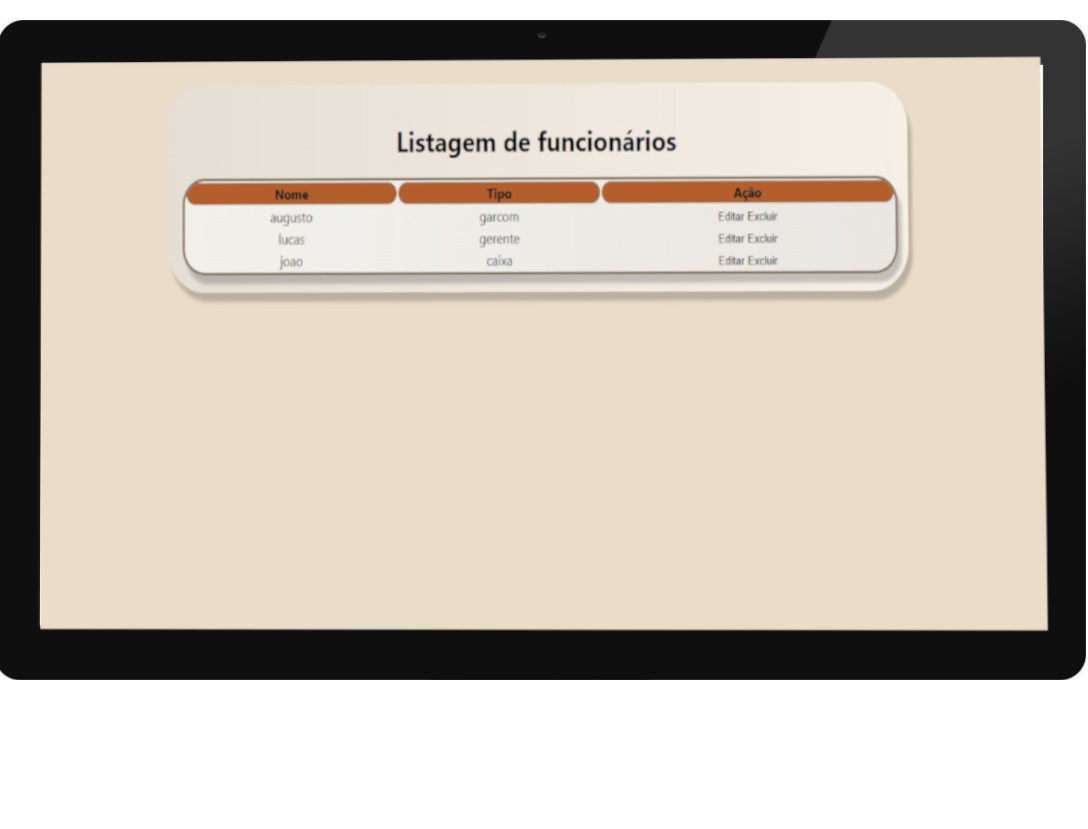 Listagem de funcionários
Nome Tipo Ação
augusto garcom Editar Excluir
lucas gerente Editar Excluir
joao caixa Editar Excluir